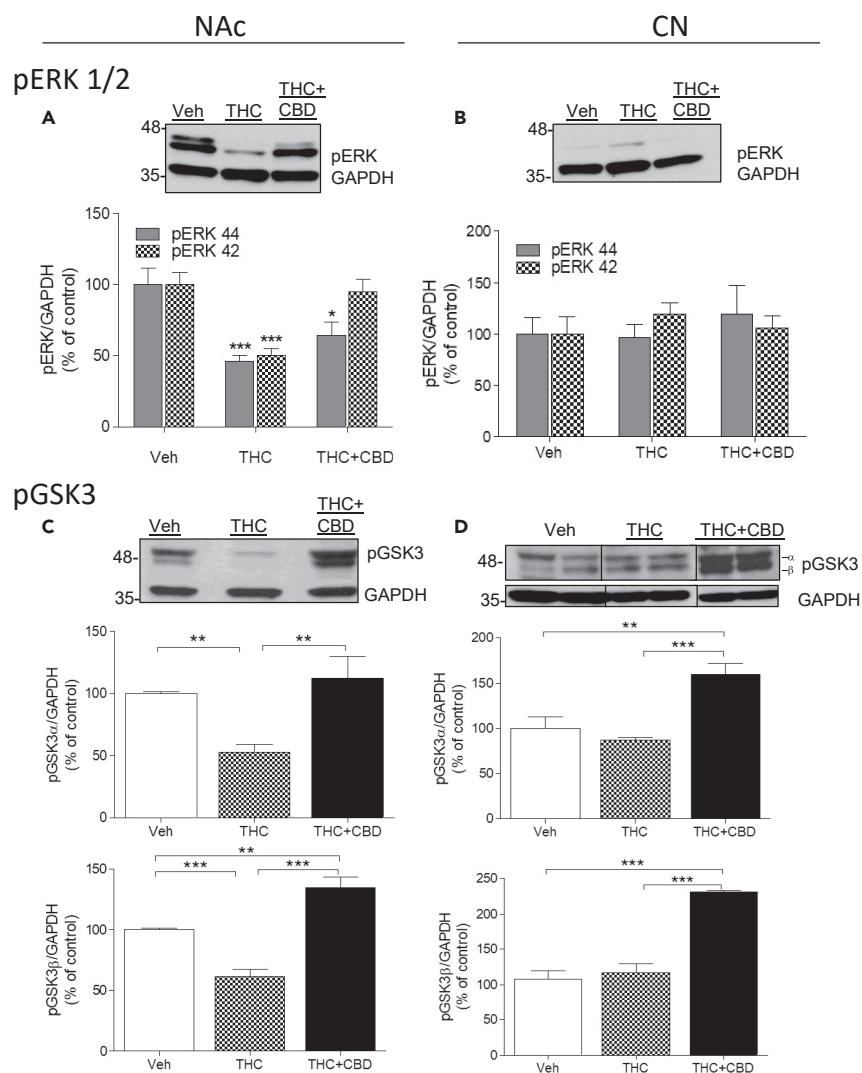 NAc
CN
pERK 1/2
A
Veh
THC
THC+
CBD
48-
35-
pERK
GAPDH
B
Veh
THC
THC+
CBD
48-
35-
pERK
GAPDH
150
100
50
0
pERK/GAPDH
(% of control)
pERK 44
pERK 42
***
***
*
Veh
THC
THC+CBD
200
150
100
50
0
pERK/GAPDH
(% of control)
pERK 44
pERK 42
Veh
THC
THC+CBD
pGSK3
C
Veh
THC
THC+
CBD
48-
35-
pGSK3
GAPDH
D
Veh
THC
THC+CBD
48-
35-
-α
-β
pGSK3
GAPDH
150
100
50
0
pGSK3α/GAPDH
(% of control)
**
**
Veh
THC
THC+CBD
200
150
100
50
0
pGSK3α/GAPDH
(% of control)
**
***
Veh
THC
THC+CBD
150
100
50
0
pGSK3β/GAPDH
(% of control)
**
***
***
Veh
THC
THC+CBD
250
200
150
100
50
0
pGSK3β/GAPDH
(% of control)
***
***
Veh
THC
THC+CBD